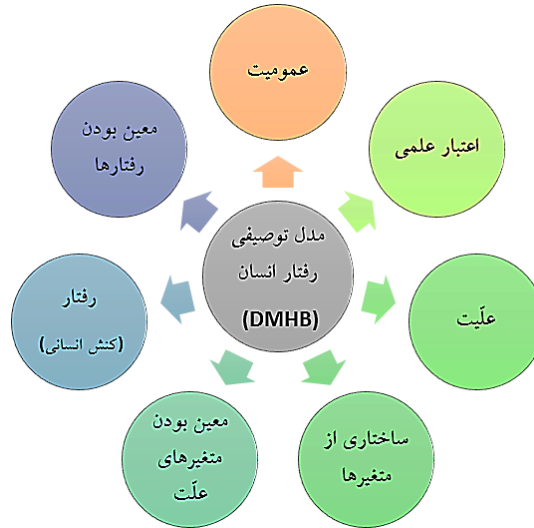 عمومیت
اعتبار علمی
علّیت
ساختاری از
متغیرها
معین بودن
متغیرهای
علّت
رفتار
(کنش انسانی)
معین بودن
رفتارها
مدل توصیفی
رفتار انسان
(DMHB)